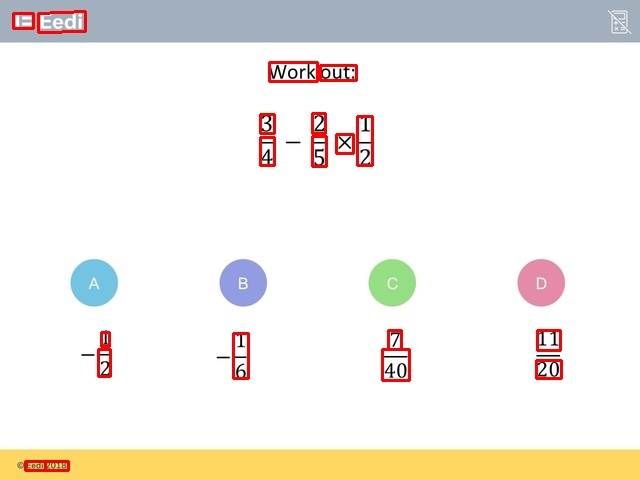 Eedi
Work out:
3/4 − 2/5 × 1/2
A B C D
−1/2 −1/6 7/40 11/20
© Eedi 2018